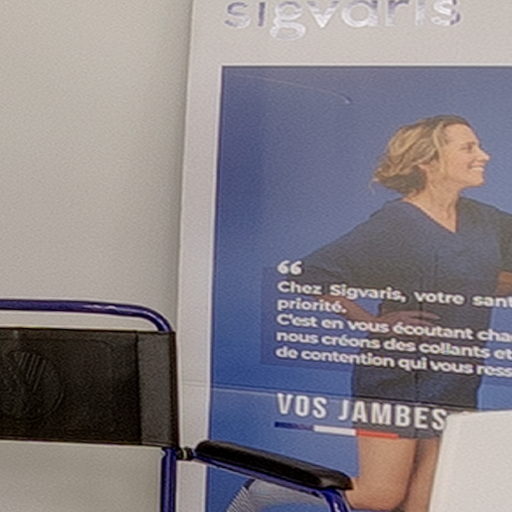 sigvaris
“
Chez Sigvaris, votre
priorité.
C'est en vous écoutant
nous créons des collants et
de contention qui vous
VOS JAMBES